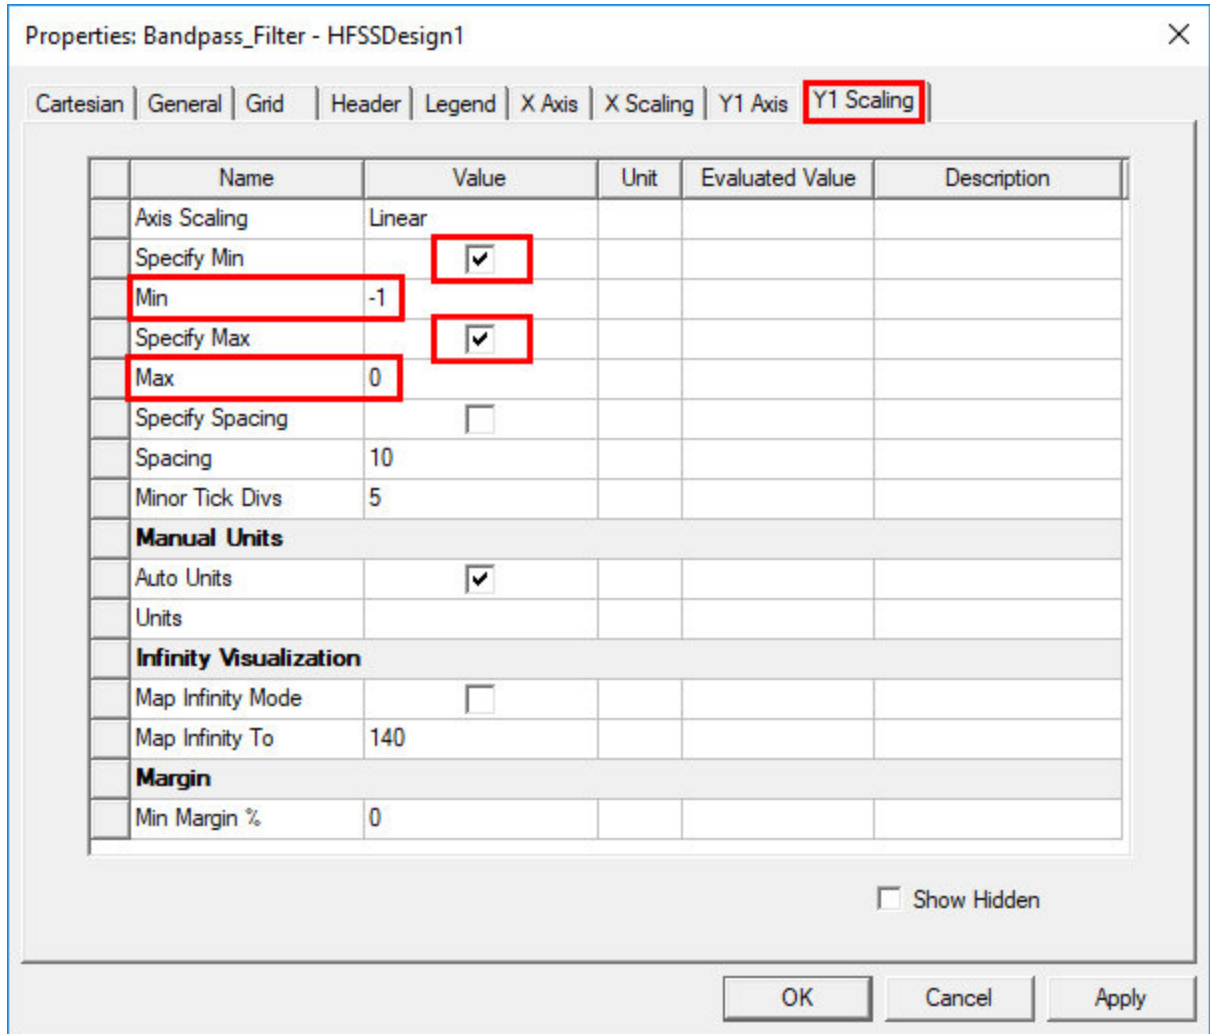 Properties: Bandpass_Filter - HFSSDesign1
Cartesian General Grid Header Legend X Axis X Scaling Y1 Axis Y1 Scaling
Name Value Unit Evaluated Value Description
Axis Scaling Linear
Specify Min
Min -1
Specify Max
Max 0
Specify Spacing
Spacing 10
Minor Tick Divs 5
Manual Units
Auto Units
Units
Infinity Visualization
Map Infinity Mode
Map Infinity To 140
Margin
Min Margin % 0
Show Hidden
OK Cancel Apply